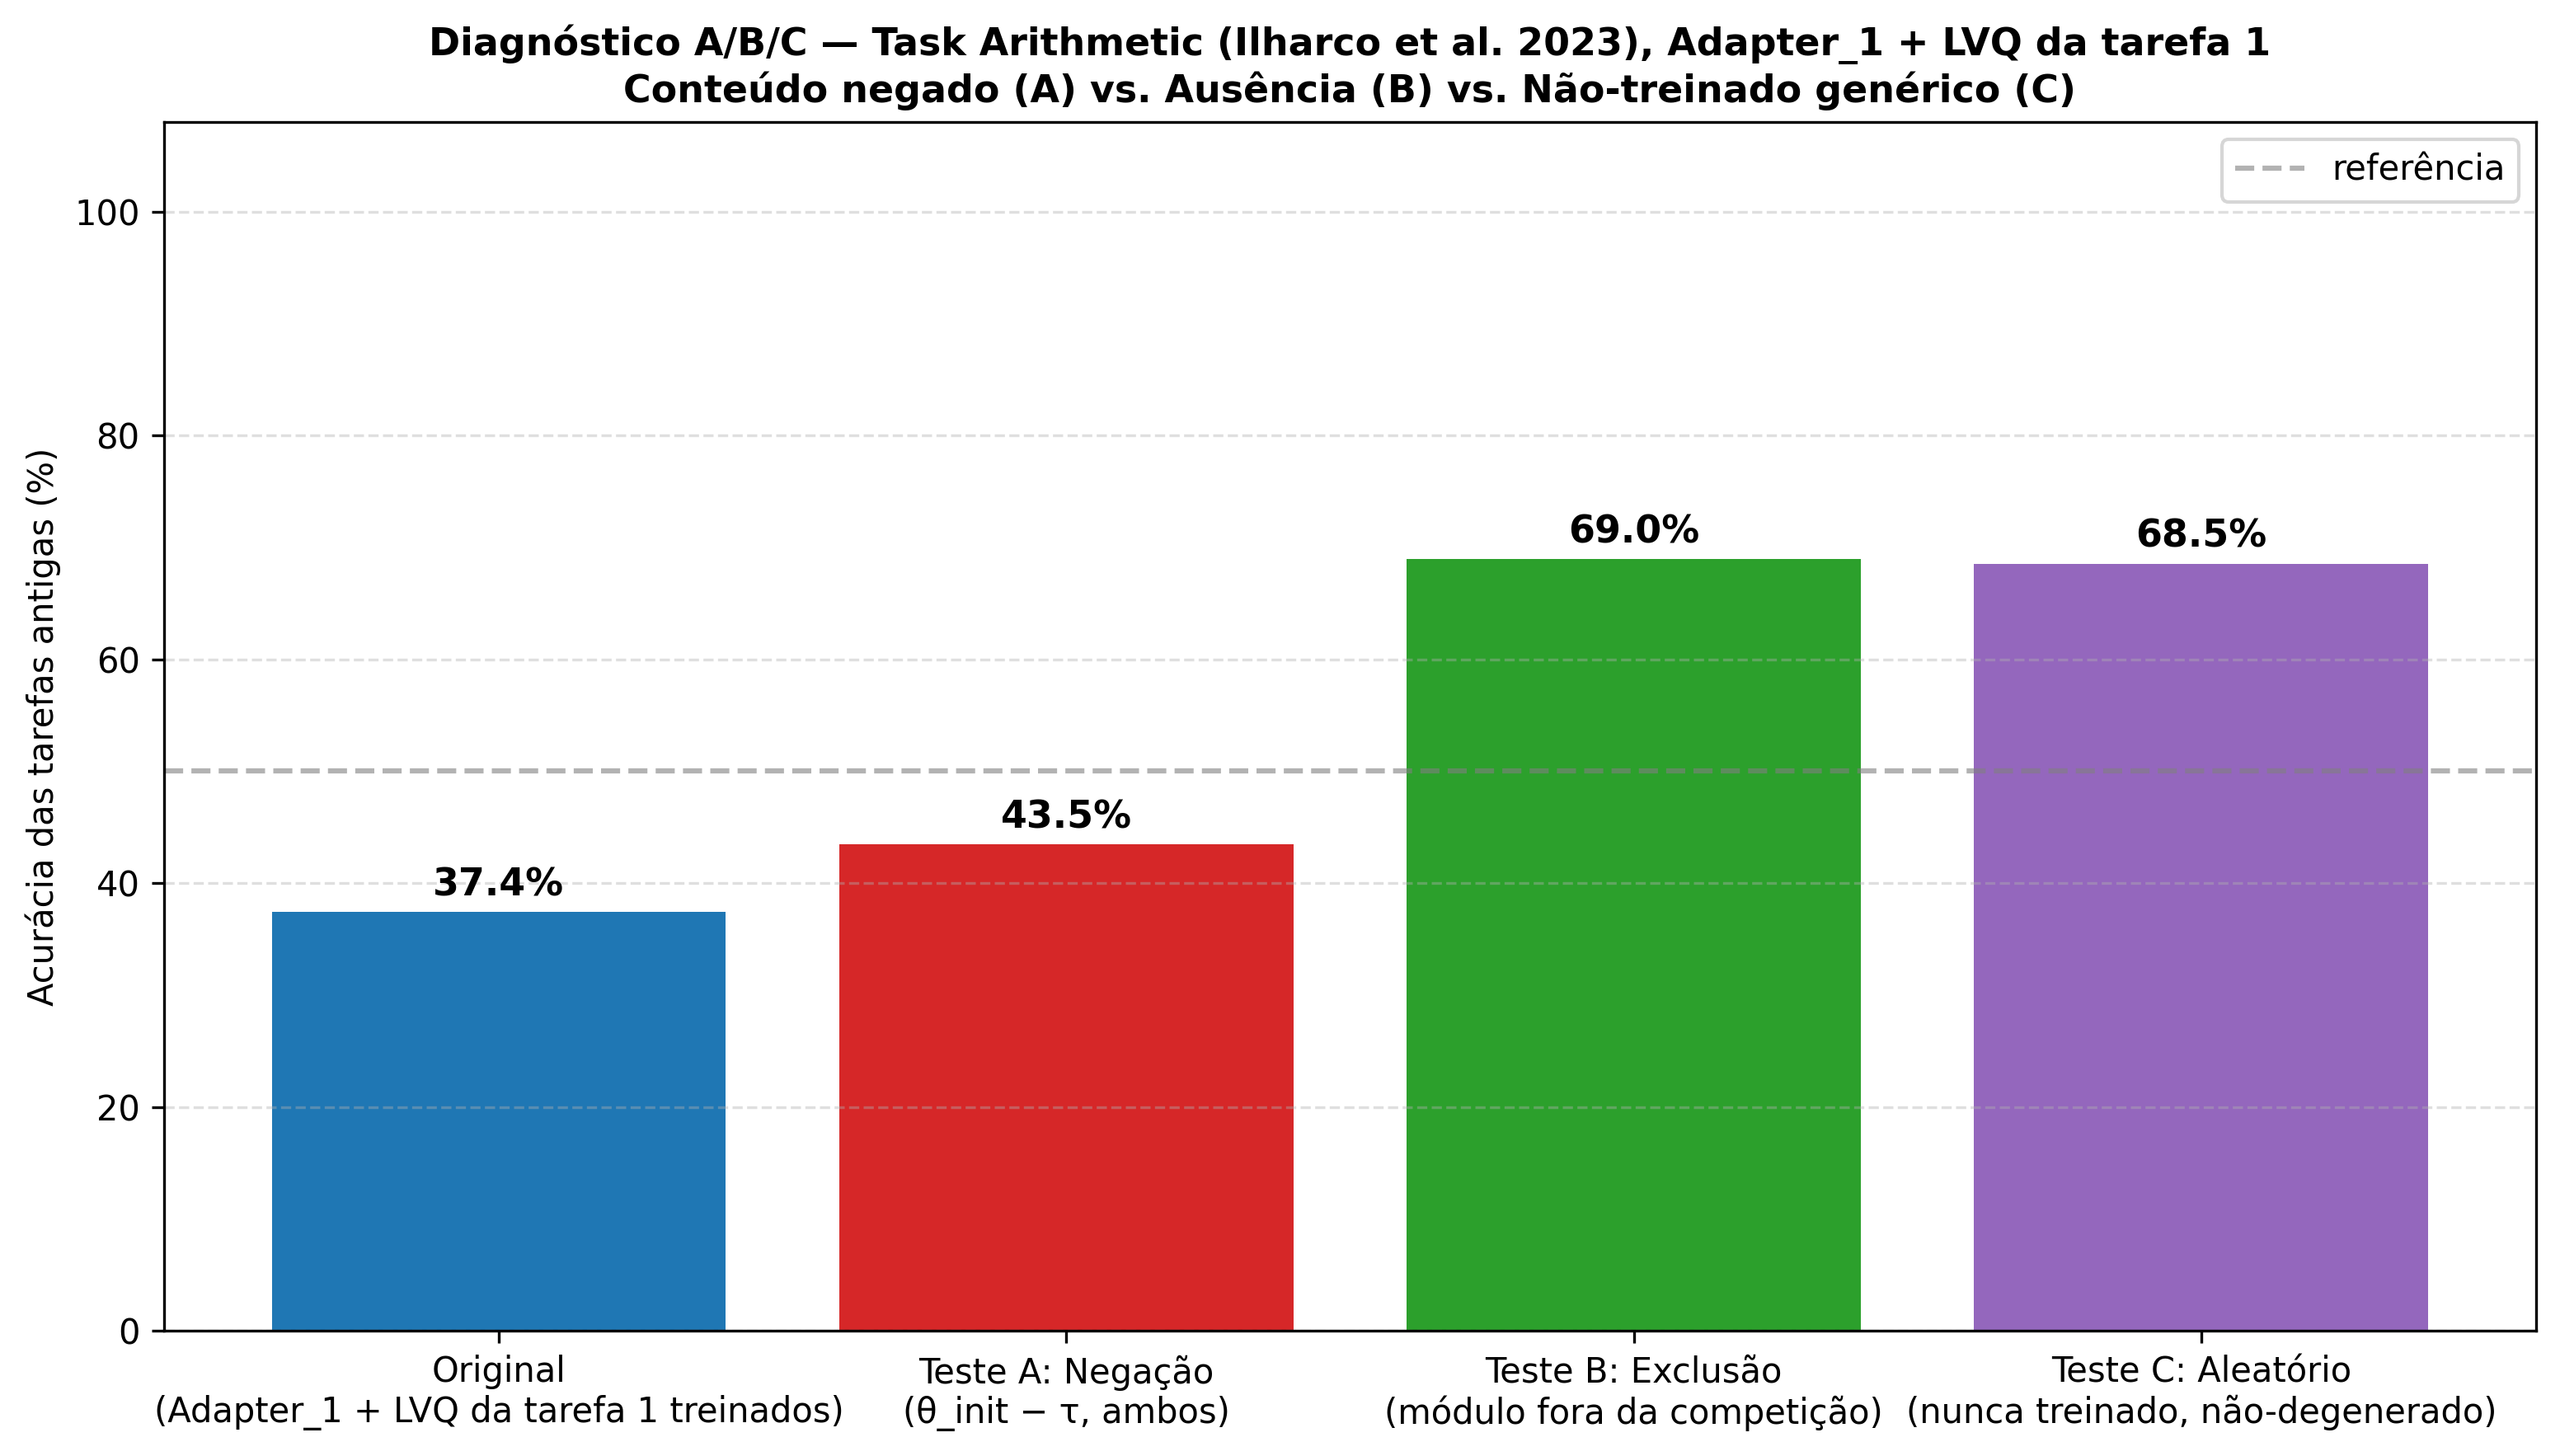 Diagnóstico A/B/C — Task Arithmetic (Ilharco et al. 2023), Adapter_1 + LVQ da tarefa 1
Conteúdo negado (A) vs. Ausência (B) vs. Não-treinado genérico (C)
referência
Acurácia das tarefas antigas (%)
100
80
60
40
20
0
37.4%
43.5%
69.0%
68.5%
Original
(Adapter_1 + LVQ da tarefa 1 treinados)
Teste A: Negação
(θ_init − τ, ambos)
Teste B: Exclusão
(módulo fora da competição)
Teste C: Aleatório
(nunca treinado, não-degenerado)